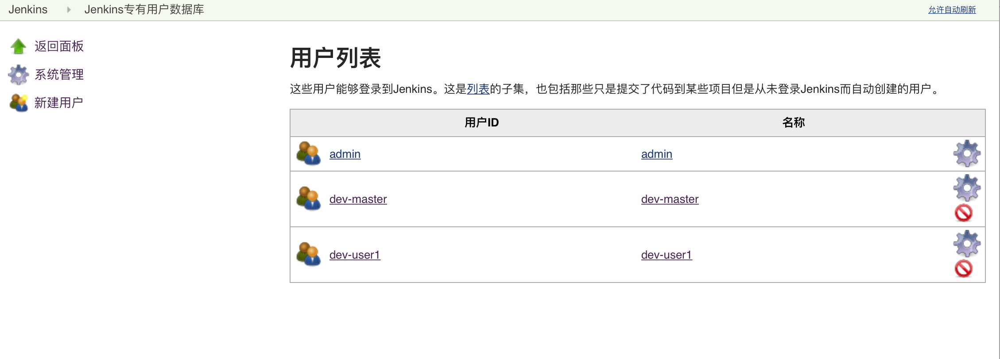 Jenkins Jenkins专有用户数据库 允许自动刷新
返回面板
系统管理
新建用户
用户列表
这些用户能够登录到Jenkins。这是列表的子集，也包括那些只是提交了代码到某些项目但是从未登录Jenkins而自动创建的用户。
用户ID 名称
admin admin
dev-master dev-master
dev-user1 dev-user1